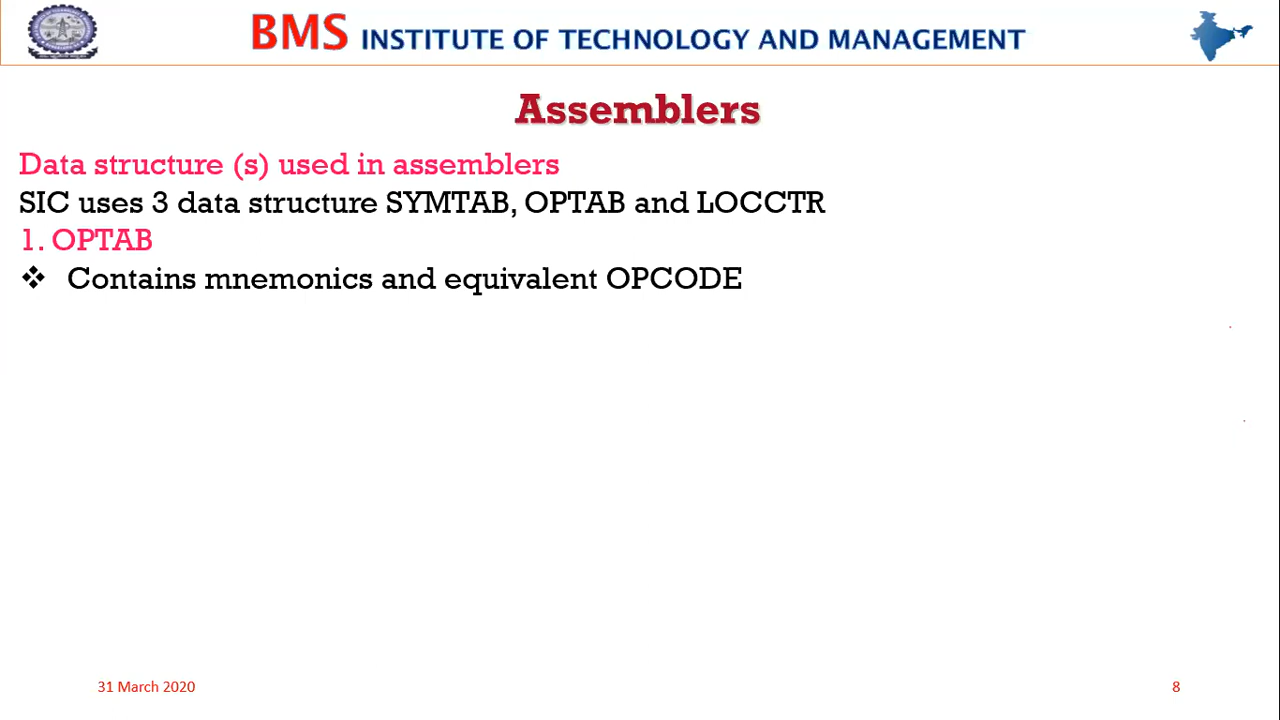 BMS INSTITUTE OF TECHNOLOGY AND MANAGEMENT
Assemblers
Data structure (s) used in assemblers
SIC uses 3 data structure SYMTAB, OPTAB and LOCCTR
1. OPTAB
❖ Contains mnemonics and equivalent OPCODE
31 March 2020
8